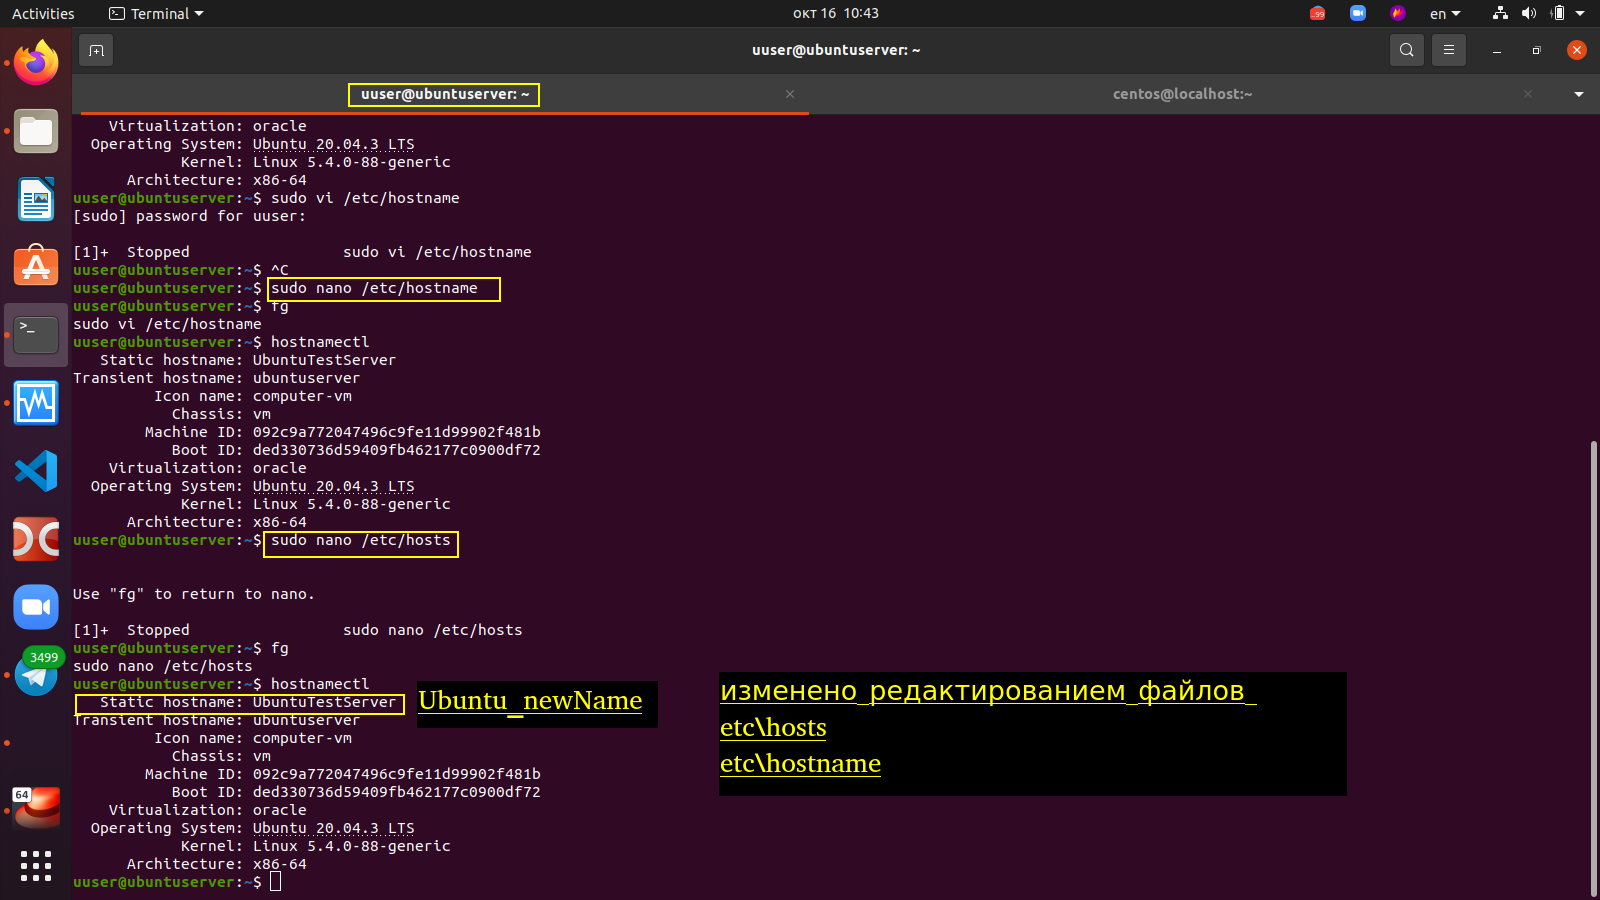 Activities
Terminal
окт 16 10:43
99
en
uuser@ubuntuserver: ~
uuser@ubuntuserver: ~
centos@localhost:~
Virtualization: oracle
Operating System: Ubuntu 20.04.3 LTS
Kernel: Linux 5.4.0-88-generic
Architecture: x86-64
uuser@ubuntuserver:~$ sudo vi /etc/hostname
[sudo] password for uuser:
[1]+  Stopped                 sudo vi /etc/hostname
uuser@ubuntuserver:~$ ^C
uuser@ubuntuserver:~$ sudo nano /etc/hostname
uuser@ubuntuserver:~$ fg
sudo vi /etc/hostname
uuser@ubuntuserver:~$ hostnamectl
Static hostname: UbuntuTestServer
Transient hostname: ubuntuserver
Icon name: computer-vm
Chassis: vm
Machine ID: 092c9a772047496c9fe11d99902f481b
Boot ID: ded330736d59409fb462177c0900df72
Virtualization: oracle
Operating System: Ubuntu 20.04.3 LTS
Kernel: Linux 5.4.0-88-generic
Architecture: x86-64
uuser@ubuntuserver:~$ sudo nano /etc/hosts
Use "fg" to return to nano.
[1]+  Stopped                 sudo nano /etc/hosts
uuser@ubuntuserver:~$ fg
sudo nano /etc/hosts
uuser@ubuntuserver:~$ hostnamectl
Static hostname: UbuntuTestServer
Transient hostname: ubuntuserver
Icon name: computer-vm
Chassis: vm
Machine ID: 092c9a772047496c9fe11d99902f481b
Boot ID: ded330736d59409fb462177c0900df72
Virtualization: oracle
Operating System: Ubuntu 20.04.3 LTS
Kernel: Linux 5.4.0-88-generic
Architecture: x86-64
uuser@ubuntuserver:~$
Ubuntu_newName
изменено_редактированием_файлов_
etc\hosts
etc\hostname
3499
64